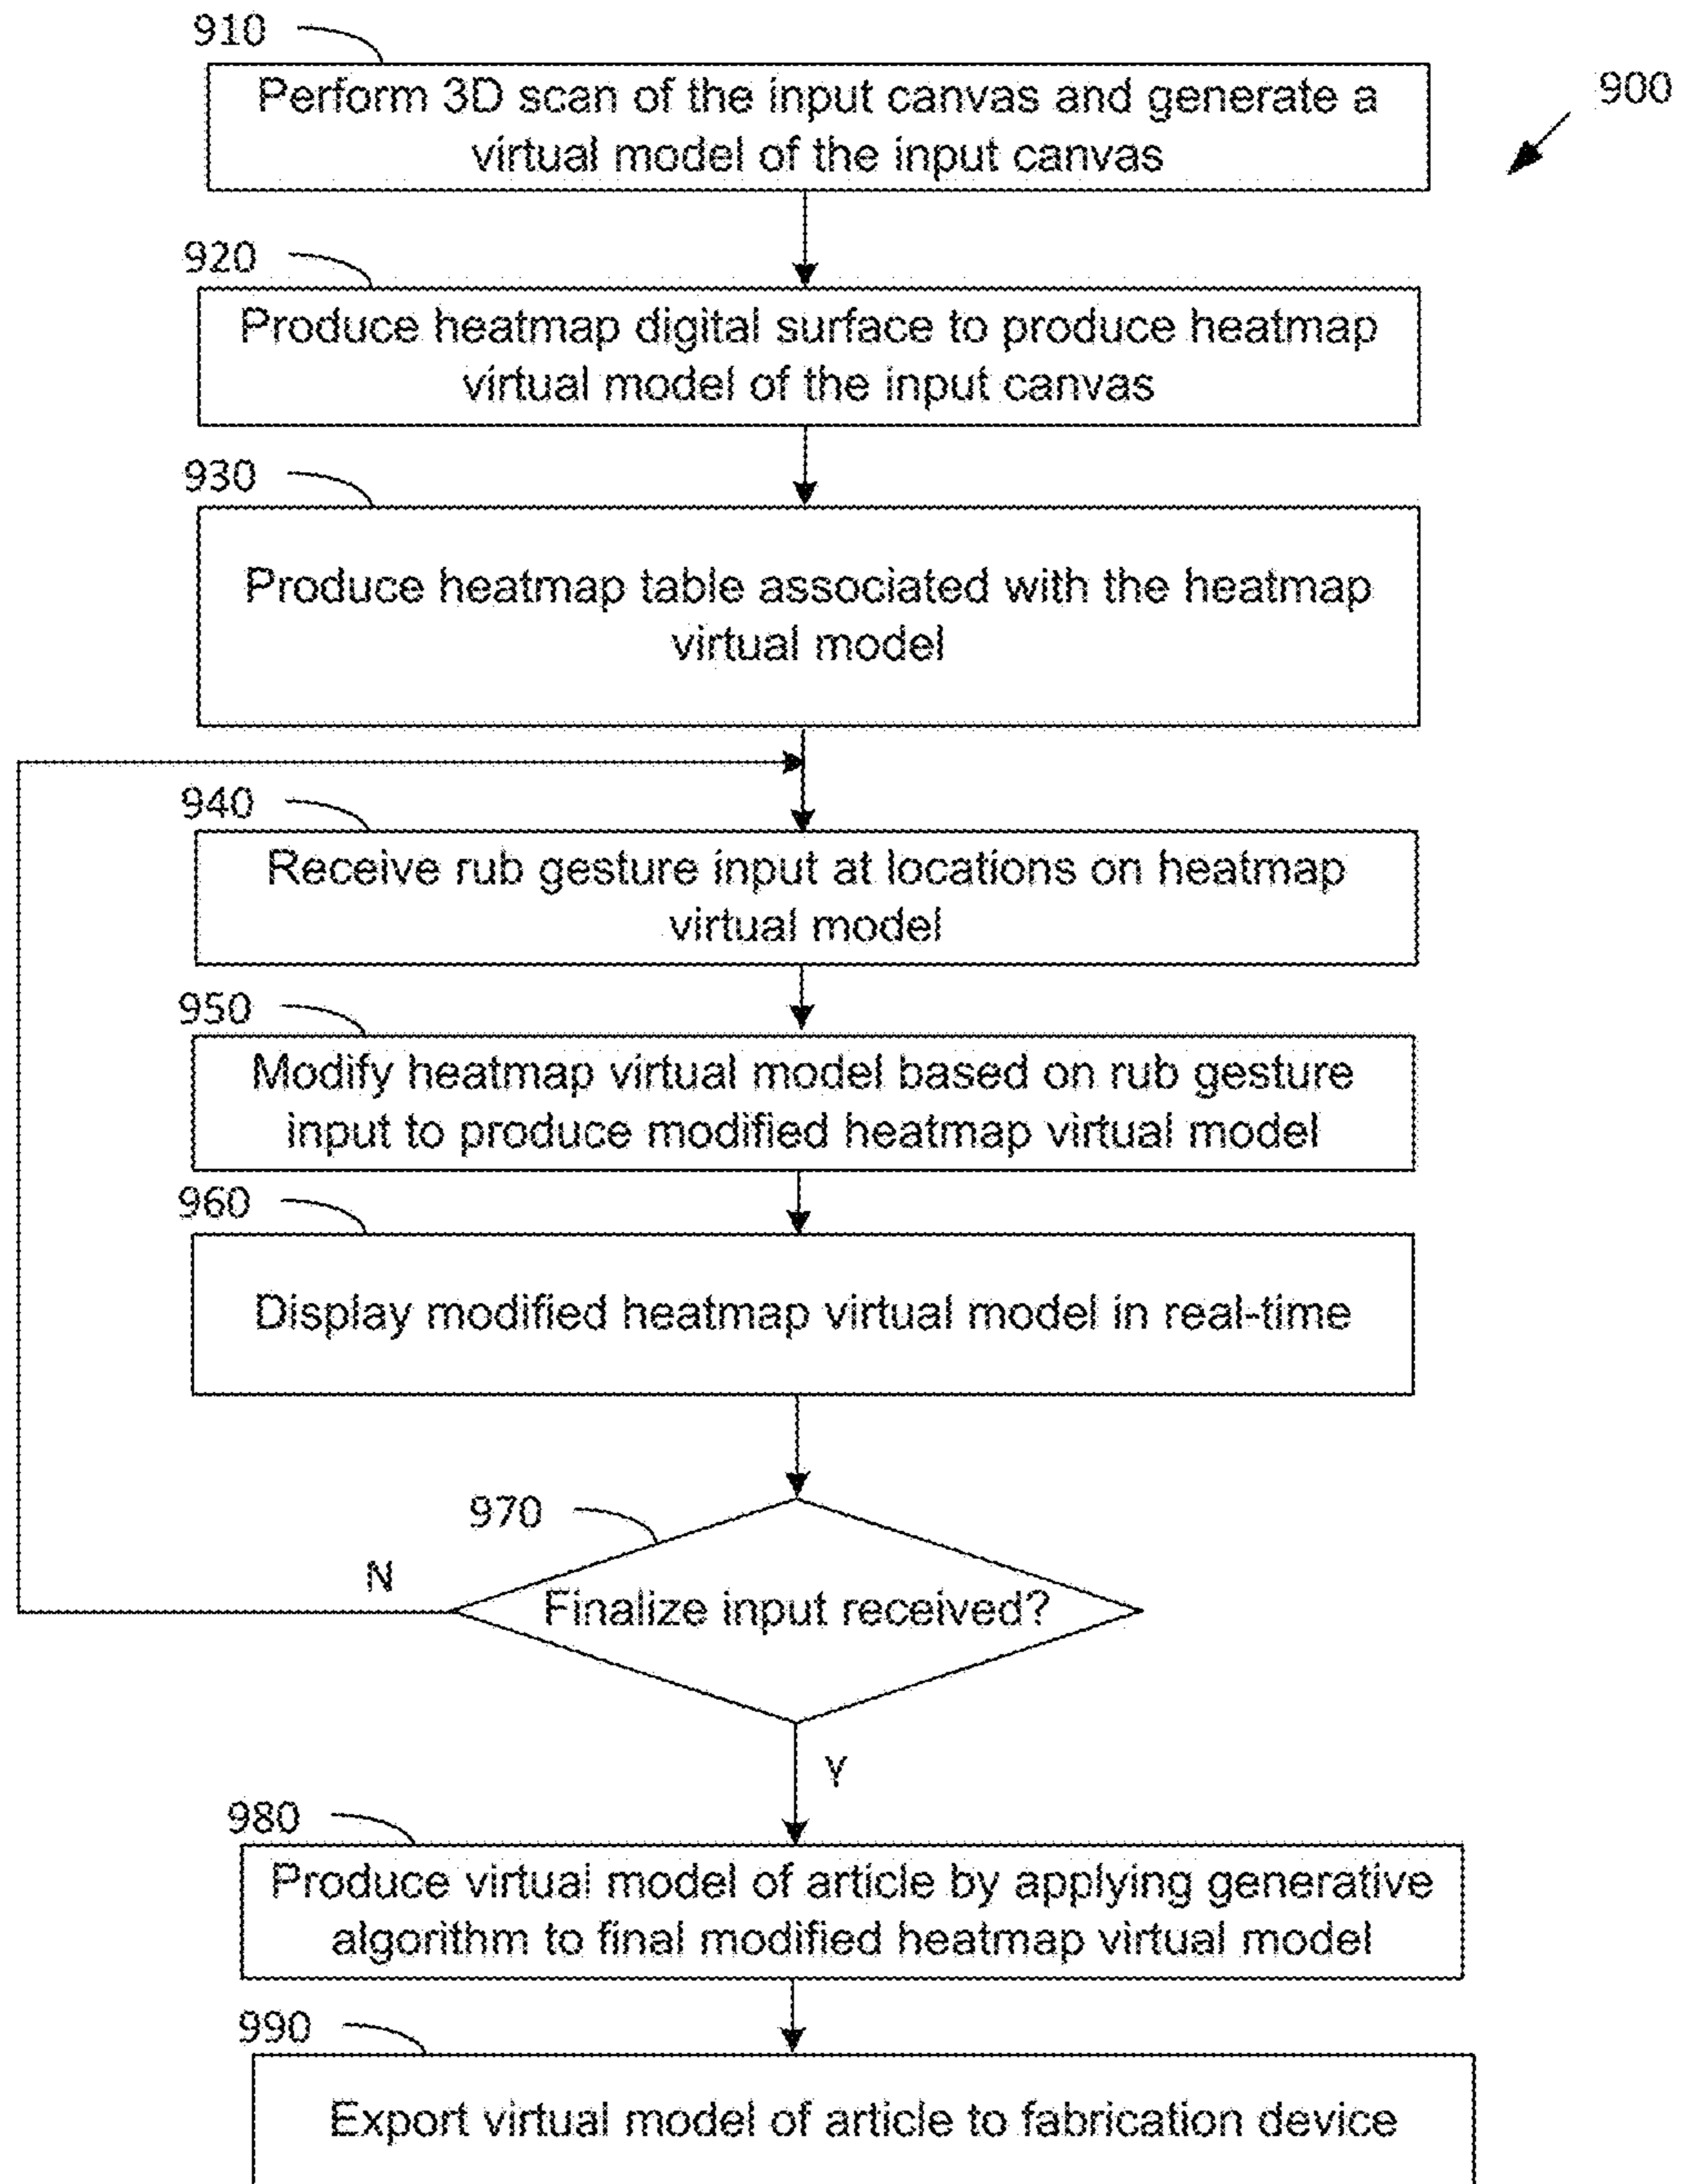 910
900
Perform 3D scan of the input canvas and generate a
virtual model of the input canvas
920
Produce heatmap digital surface to produce heatmap
virtual model of the input canvas
930
Produce heatmap table associated with the heatmap
virtual model
940
Receive rub gesture input at locations on heatmap
virtual model
950
Modify heatmap virtual model based on rub gesture
input to produce modified heatmap virtual model
960
Display modified heatmap virtual model in real-time
970
N
Finalize input received?
Y
980
Produce virtual model of article by applying generative
algorithm to final modified heatmap virtual model
990
Export virtual model of article to fabrication device